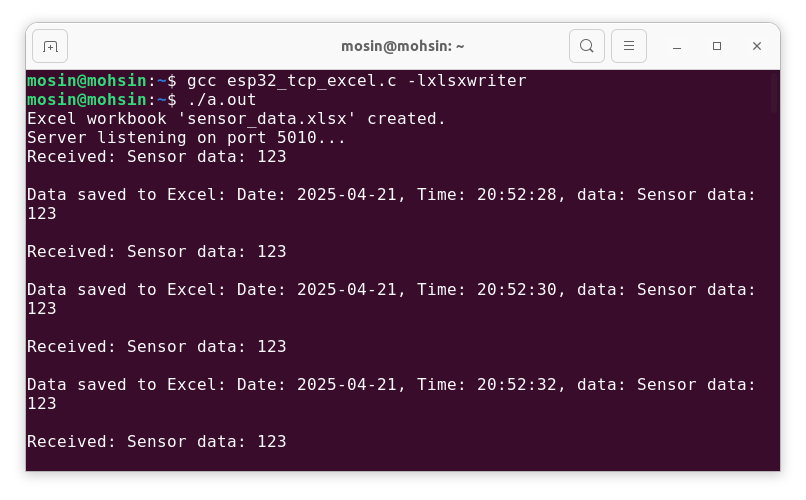 mosin@mohsin: ~
mosin@mohsin:~$ gcc esp32_tcp_excel.c -lxlsxwriter
mosin@mohsin:~$ ./a.out
Excel workbook 'sensor_data.xlsx' created.
Server listening on port 5010...
Received: Sensor data: 123
Data saved to Excel: Date: 2025-04-21, Time: 20:52:28, data: Sensor data:
123
Received: Sensor data: 123
Data saved to Excel: Date: 2025-04-21, Time: 20:52:30, data: Sensor data:
123
Received: Sensor data: 123
Data saved to Excel: Date: 2025-04-21, Time: 20:52:32, data: Sensor data:
123
Received: Sensor data: 123